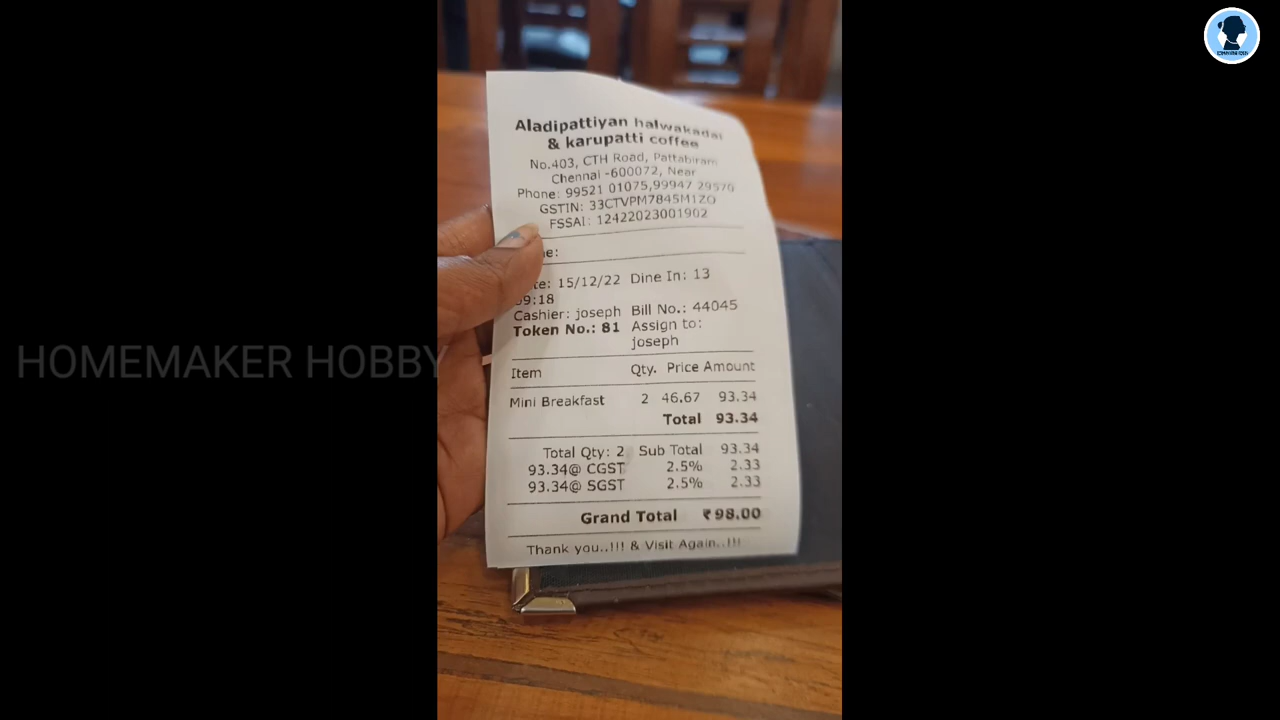 Aladipattiyan halwakadai
& karupatti coffee
No.403, CTH Road, Pattabiram
Chennai -600072, Near
Phone: 99521 01075,99947 29570
GSTIN: 33CTVPM7845M1ZO
FSSAI: 12422023001902
me:
te: 15/12/22 Dine In: 13
09:18
Cashier: joseph Bill No.: 44045
Token No.: 81 Assign to:
joseph
Item Qty. Price Amount
Mini Breakfast 2 46.67 93.34
Total 93.34
Total Qty: 2 Sub Total 93.34
93.34@ CGST 2.5% 2.33
93.34@ SGST 2.5% 2.33
Grand Total ₹98.00
Thank you..!!! & Visit Again..!!!
HOMEMAKER HOBBY